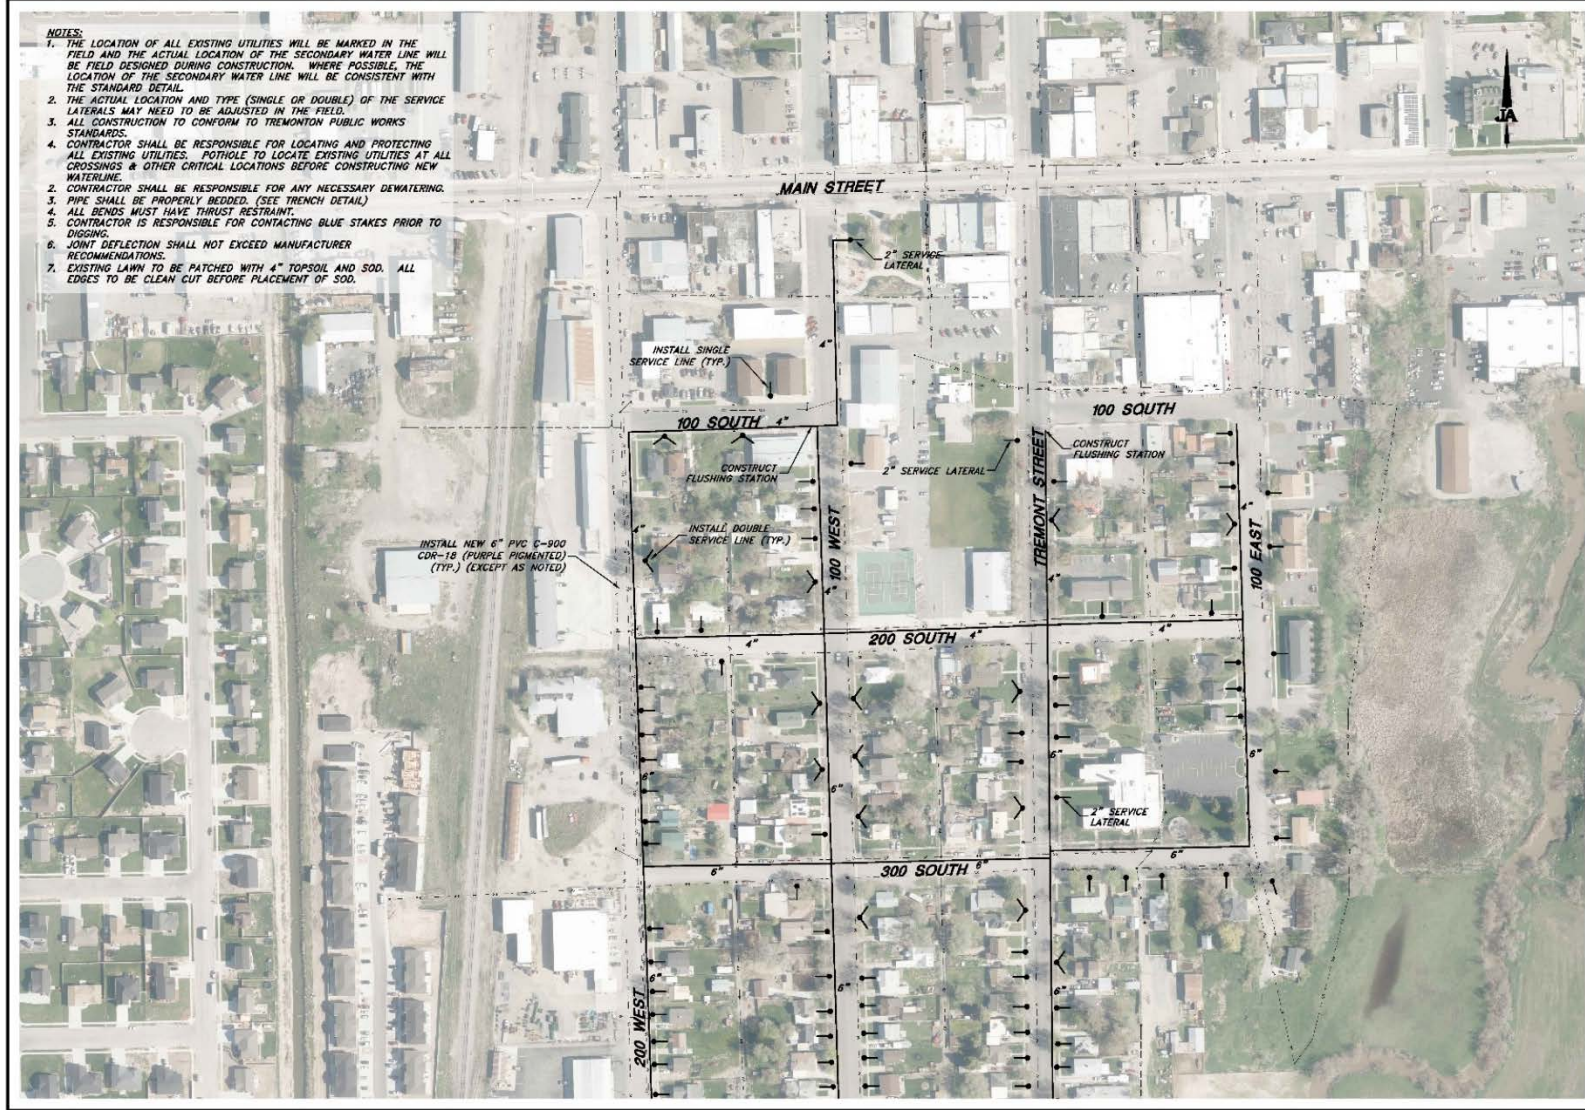 NOTES:
1. THE LOCATION OF ALL EXISTING UTILITIES WILL BE MARKED IN THE
FIELD AND THE ACTUAL LOCATION OF THE SECONDARY WATER LINE WILL
BE FIELD DESIGNED DURING CONSTRUCTION. WHERE POSSIBLE, THE
LOCATION OF THE SECONDARY WATER LINE WILL BE CONSISTENT WITH
THE STANDARD DETAIL.
2. THE ACTUAL LOCATION AND TYPE (SINGLE OR DOUBLE) OF THE SERVICE
LATERALS MAY NEED TO BE ADJUSTED IN THE FIELD.
3. ALL CONSTRUCTION TO CONFORM TO TREMONTON PUBLIC WORKS
STANDARDS.
4. CONTRACTOR SHALL BE RESPONSIBLE FOR LOCATING AND PROTECTING
ALL EXISTING UTILITIES. POTHOLE TO LOCATE EXISTING UTILITIES AT ALL
CROSSINGS & OTHER CRITICAL LOCATIONS BEFORE CONSTRUCTING NEW
WATERLINE.
2. CONTRACTOR SHALL BE RESPONSIBLE FOR ANY NECESSARY DEWATERING.
3. PIPE SHALL BE PROPERLY BEDDED. (SEE TRENCH DETAIL)
4. ALL BENDS MUST HAVE THRUST RESTRAINT.
5. CONTRACTOR IS RESPONSIBLE FOR CONTACTING BLUE STAKES PRIOR TO
DIGGING.
6. JOINT DEFLECTION SHALL NOT EXCEED MANUFACTURER
RECOMMENDATIONS.
7. EXISTING LAWN TO BE PATCHED WITH 4" TOPSOIL AND SOD. ALL
EDGES TO BE CLEAN CUT BEFORE PLACEMENT OF SOD.
JA
MAIN STREET
2" SERVICE
LATERAL
4"
INSTALL SINGLE
SERVICE LINE (TYP.)
100 SOUTH 4"
100 SOUTH
CONSTRUCT
FLUSHING STATION
2" SERVICE LATERAL
TREMONT STREET
CONSTRUCT
FLUSHING STATION
4"
INSTALL DOUBLE
SERVICE LINE (TYP.)
INSTALL NEW 6" PVC C-900
CDR-18 (PURPLE PIGMENTED)
(TYP.) (EXCEPT AS NOTED)
100 WEST
4"
4"
4"
100 EAST
4"
200 SOUTH 4"
4"
6"
6"
6"
6"
2" SERVICE
LATERAL
6"
300 SOUTH 6"
6"
200 WEST
6"
6"
6"